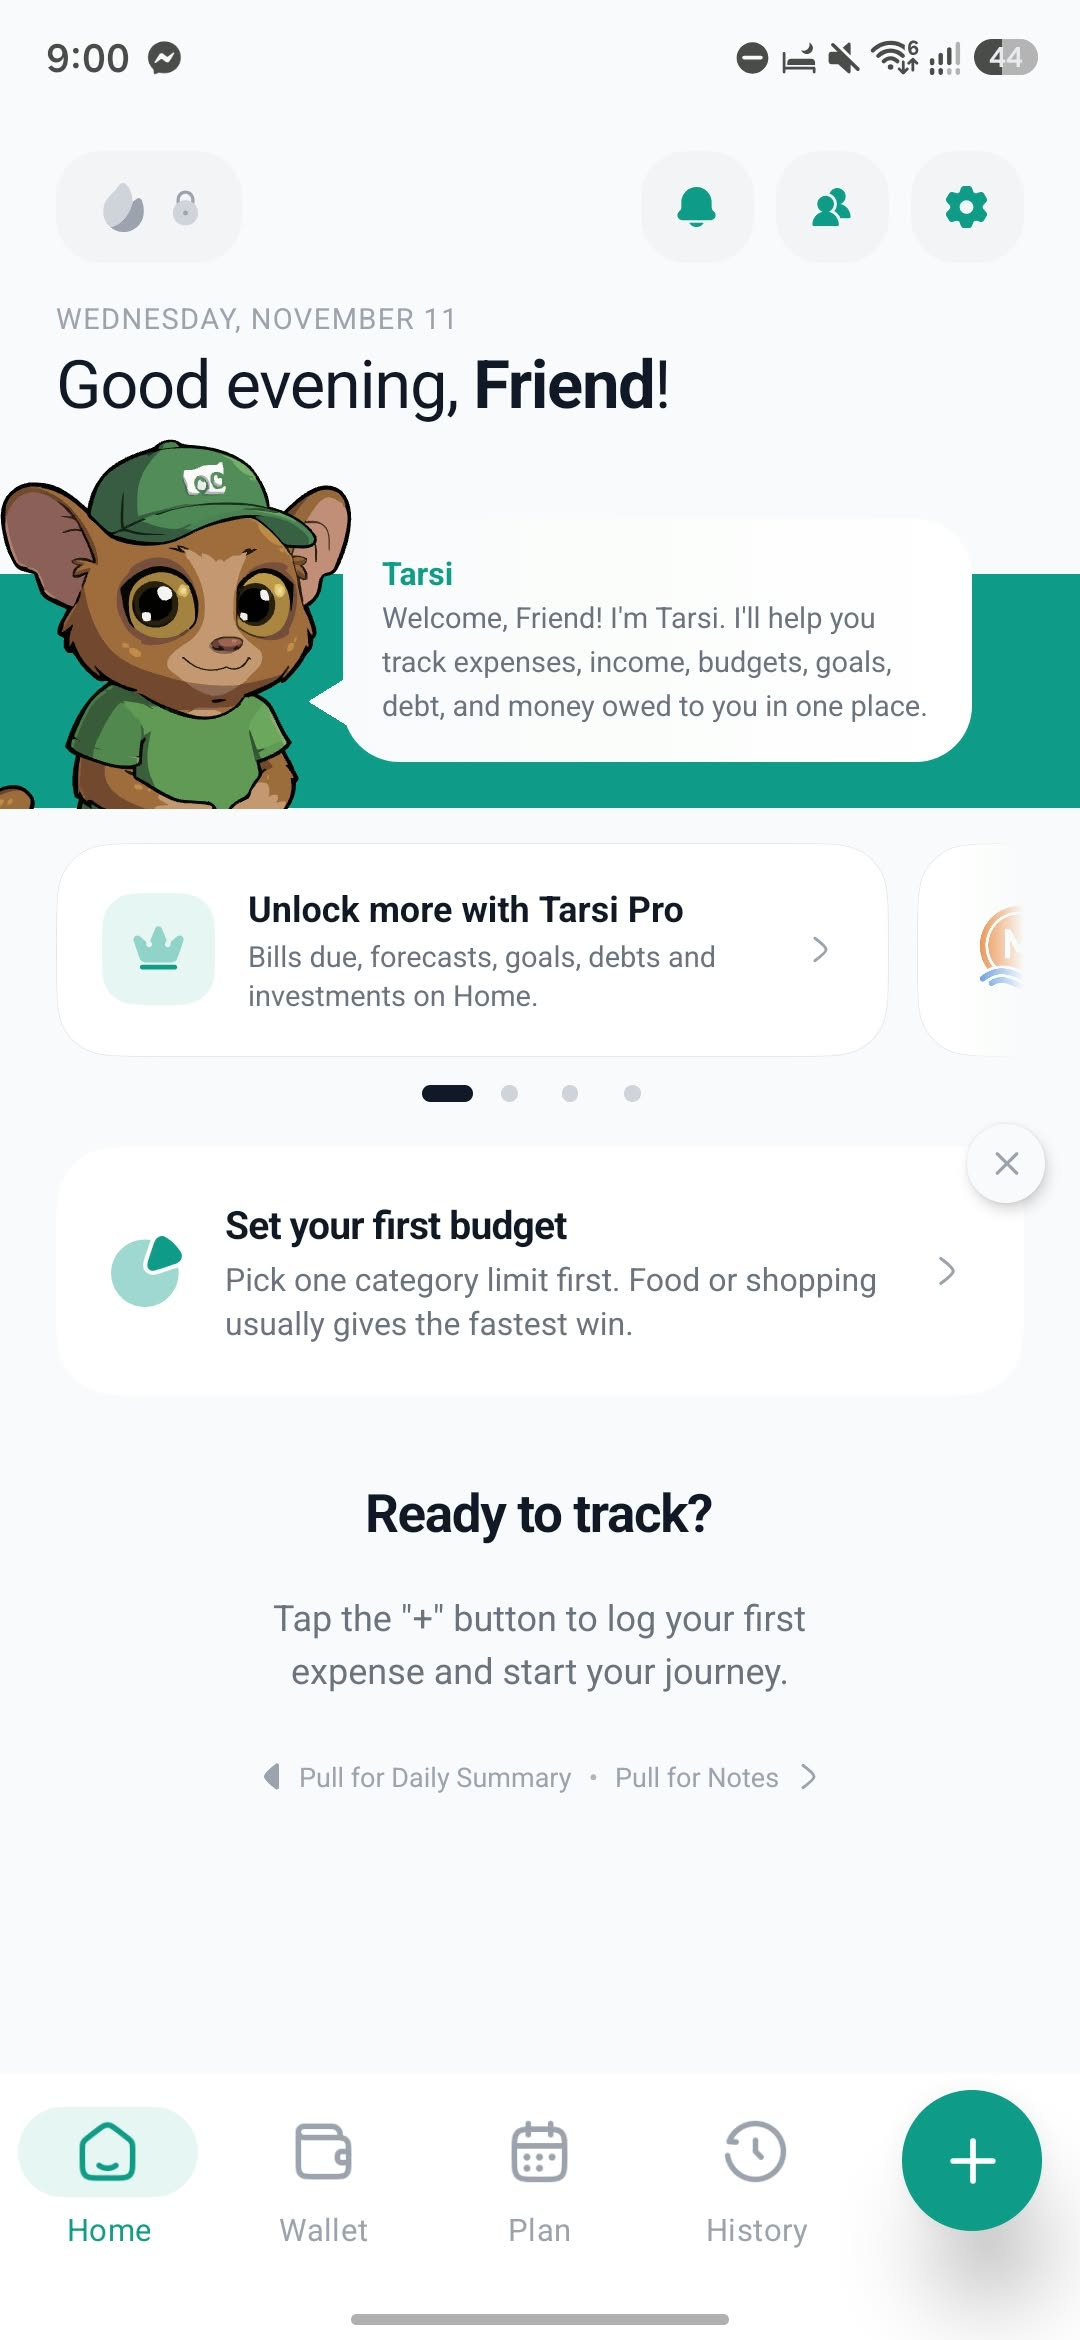 9:00
6
44
WEDNESDAY, NOVEMBER 11
Good evening, Friend!
QC
Tarsi
Welcome, Friend! I'm Tarsi. I'll help you
track expenses, income, budgets, goals,
debt, and money owed to you in one place.
Unlock more with Tarsi Pro
Bills due, forecasts, goals, debts and
investments on Home.
Set your first budget
Pick one category limit first. Food or shopping
usually gives the fastest win.
Ready to track?
Tap the "+" button to log your first
expense and start your journey.
Pull for Daily Summary • Pull for Notes
Home
Wallet
Plan
History